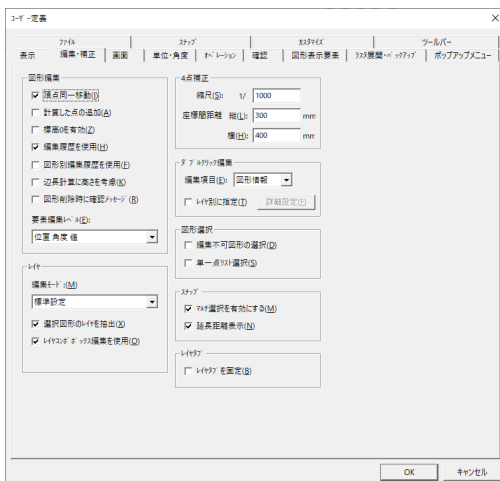 ユーザー定義
ファイル スナップ カスタマイズ ツールバー
表示 編集・補正 画面 単位・角度 オペレーション 確認 図形表示要素 ラスタ展開・バックアップ ポップアップメニュー
図形編集
頂点同一移動(I)
計算した点の追加(A)
標高0を有効(Z)
編集履歴を使用(H)
図形別編集履歴を使用(F)
辺長計算に高さを考慮(K)
図形削除時に確認メッセージ(R)
要素編集レベル(E):
位置 角度 値
レイヤ
編集モード:(M)
標準設定
選択図形のレイヤを抽出(X)
レイヤコンボボックス編集を使用(O)
4点補正
縮尺(S): 1/ 1000
座標間距離 縦(L): 300 mm
横(H): 400 mm
ダブルクリック編集
編集項目(E): 図形情報
レイヤ別に指定(T) 詳細設定(F)
図形選択
編集不可図形の選択(D)
単一点リスト選択(S)
スナップ
マルチ選択を有効にする(M)
延長距離表示(N)
レイヤタブ
レイヤタブを固定(B)
OK キャンセル